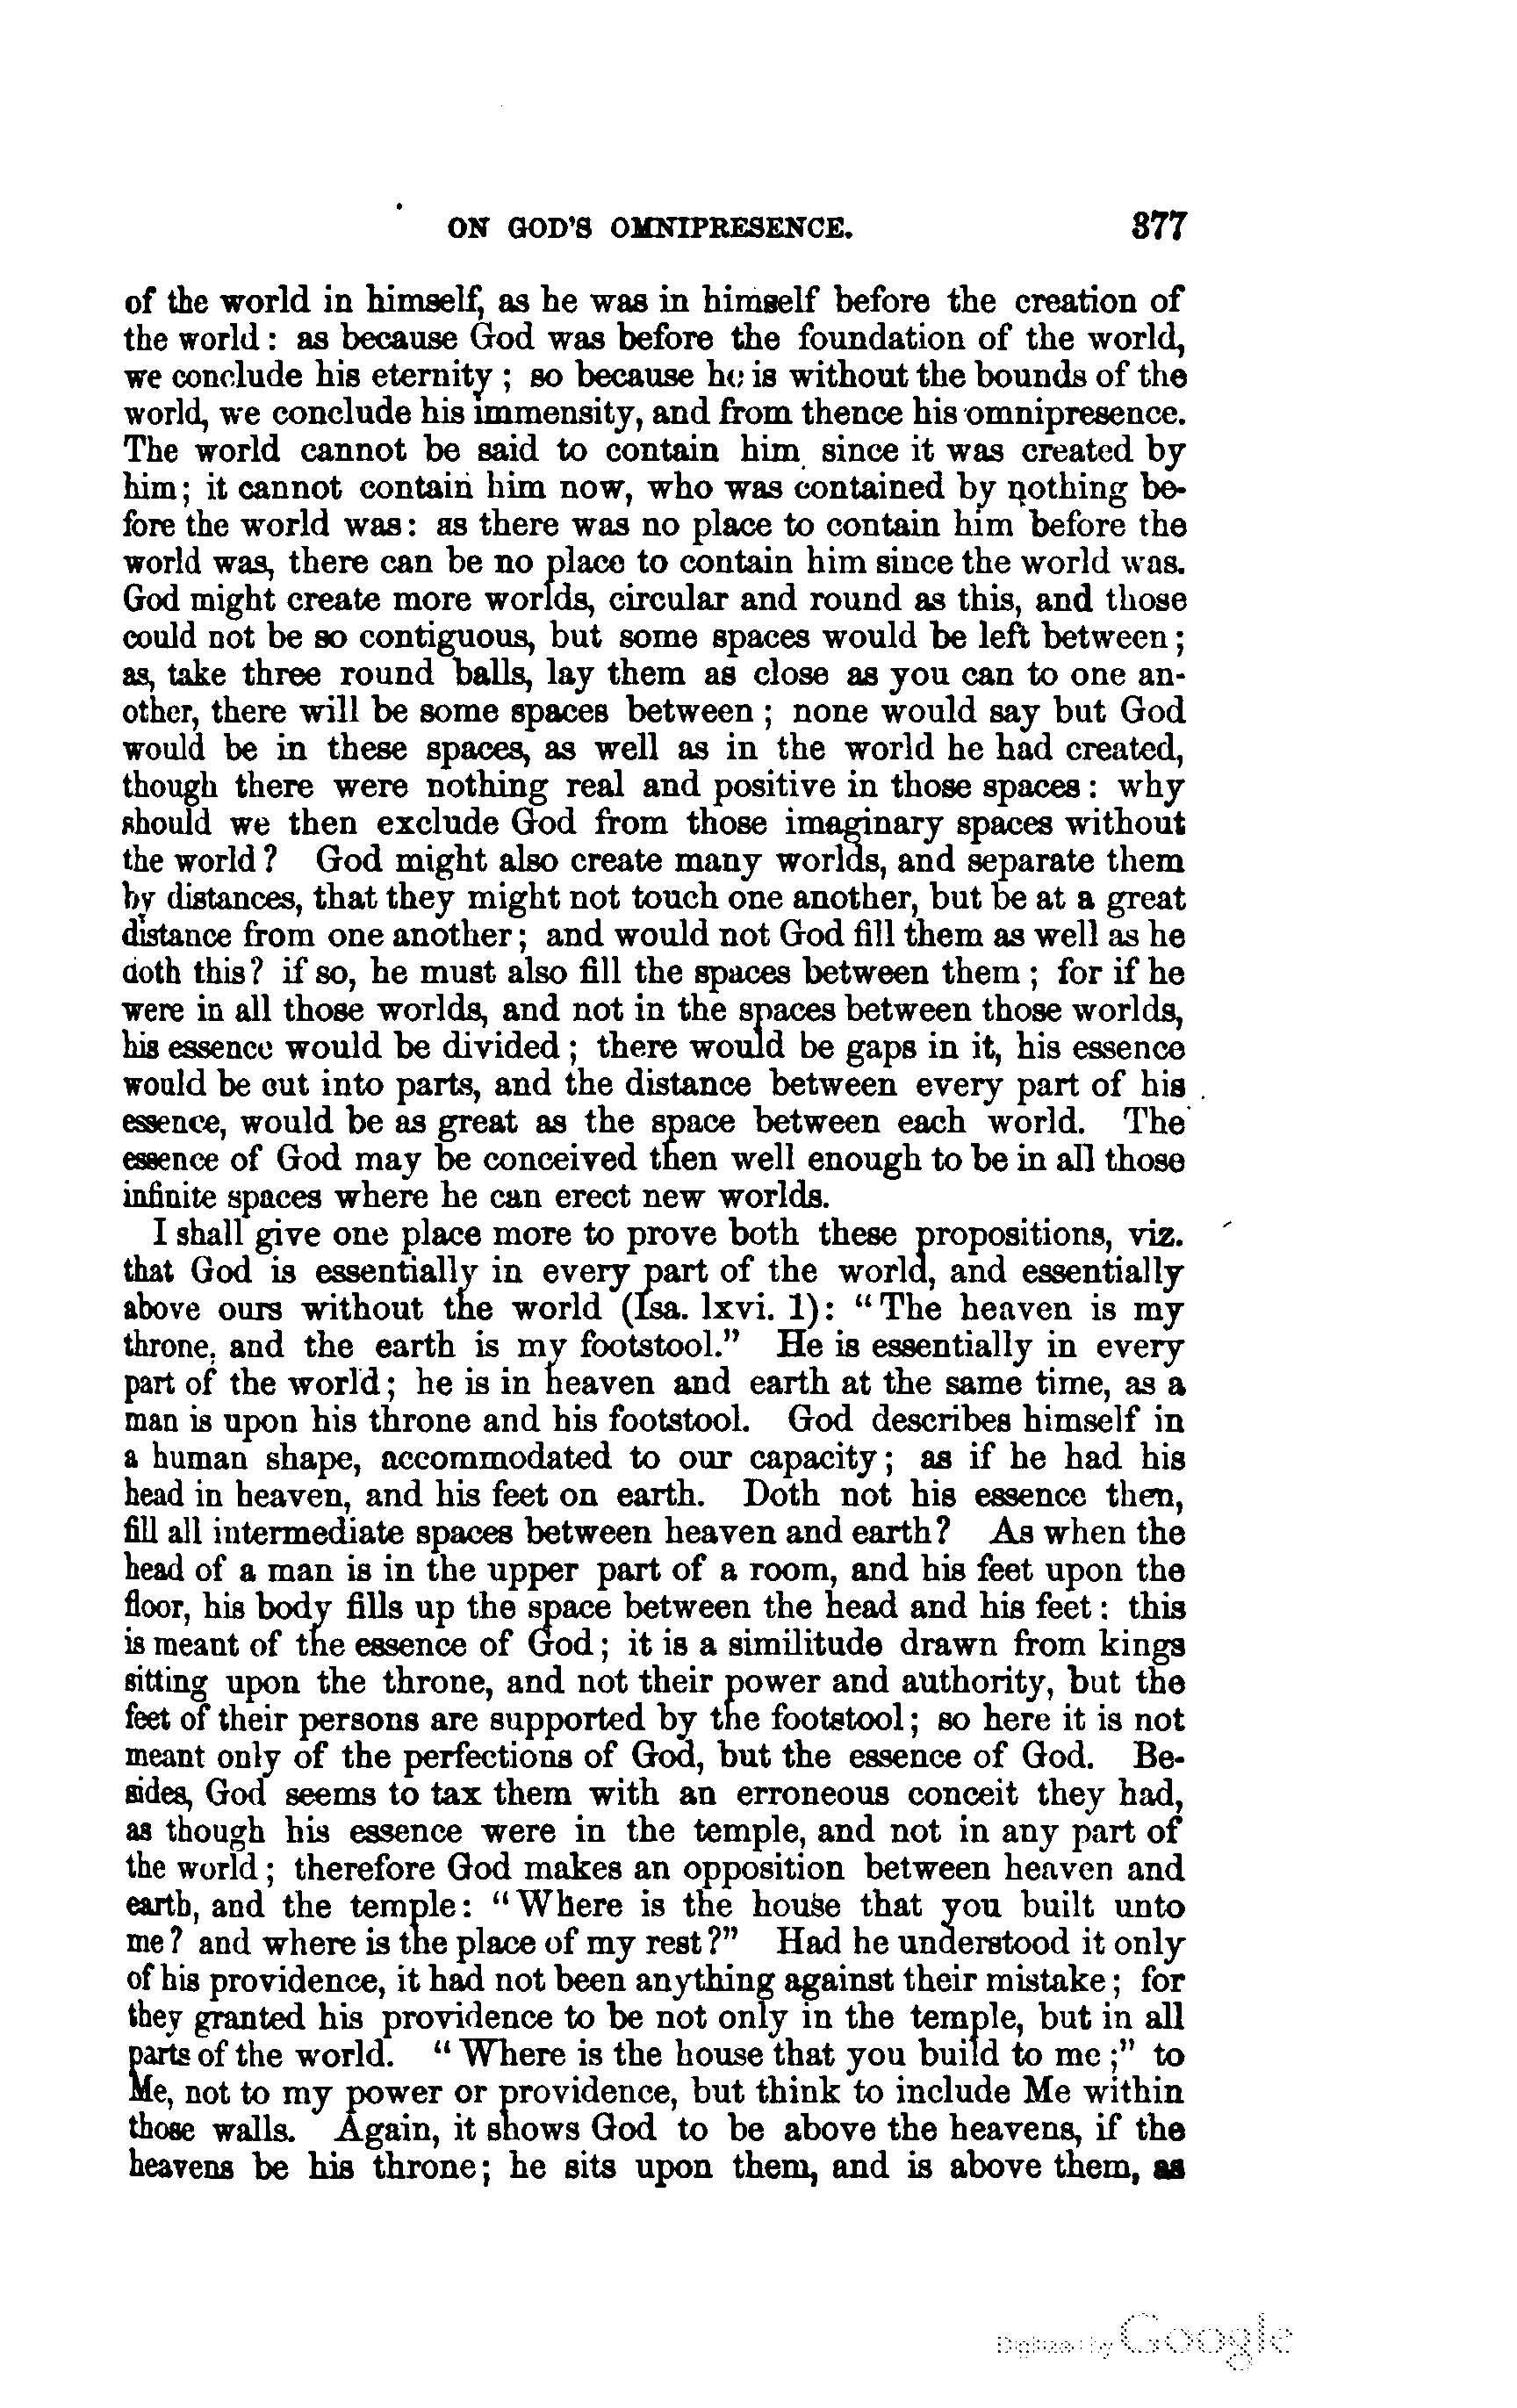 ON GOD'S OMNIPRESENCE. 377
of the world in himself, as he was in himself before the creation of
the world: as because God was before the foundation of the world,
we conclude his eternity; so because he is without the bounds of the
world, we conclude his immensity, and from thence his omnipresence.
The world cannot be said to contain him since it was created by
him; it cannot contain him now, who was contained by nothing be-
fore the world was: as there was no place to contain him before the
world was, there can be no place to contain him since the world was.
God might create more worlds, circular and round as this, and those
could not be so contiguous, but some spaces would be left between;
as, take three round balls, lay them as close as you can to one an-
other, there will be some spaces between; none would say but God
would be in these spaces, as well as in the world he had created,
though there were nothing real and positive in those spaces: why
should we then exclude God from those imaginary spaces without
the world? God might also create many worlds, and separate them
by distances, that they might not touch one another, but be at a great
distance from one another; and would not God fill them as well as he
doth this? if so, he must also fill the spaces between them; for if he
were in all those worlds, and not in the spaces between those worlds,
his essence would be divided; there would be gaps in it, his essence
would be cut into parts, and the distance between every part of his
essence, would be as great as the space between each world. The
essence of God may be conceived then well enough to be in all those
infinite spaces where he can erect new worlds.
I shall give one place more to prove both these propositions, viz.
that God is essentially in every part of the world, and essentially
above ours without the world (Isa. lxvi. 1): "The heaven is my
throne, and the earth is my footstool." He is essentially in every
part of the world; he is in heaven and earth at the same time, as a
man is upon his throne and his footstool. God describes himself in
a human shape, accommodated to our capacity; as if he had his
head in heaven, and his feet on earth. Doth not his essence then,
fill all intermediate spaces between heaven and earth? As when the
head of a man is in the upper part of a room, and his feet upon the
floor, his body fills up the space between the head and his feet: this
is meant of the essence of God; it is a similitude drawn from kings
sitting upon the throne, and not their power and authority, but the
feet of their persons are supported by the footstool; so here it is not
meant only of the perfections of God, but the essence of God. Be-
sides, God seems to tax them with an erroneous conceit they had,
as though his essence were in the temple, and not in any part of
the world; therefore God makes an opposition between heaven and
earth, and the temple: "Where is the house that you built unto
me? and where is the place of my rest?" Had he understood it only
of his providence, it had not been anything against their mistake; for
they granted his providence to be not only in the temple, but in all
parts of the world. "Where is the house that you build to me;" to
Me, not to my power or providence, but think to include Me within
those walls. Again, it shows God to be above the heavens, if the
heavens be his throne; he sits upon them, and is above them, as
Digitized by Google